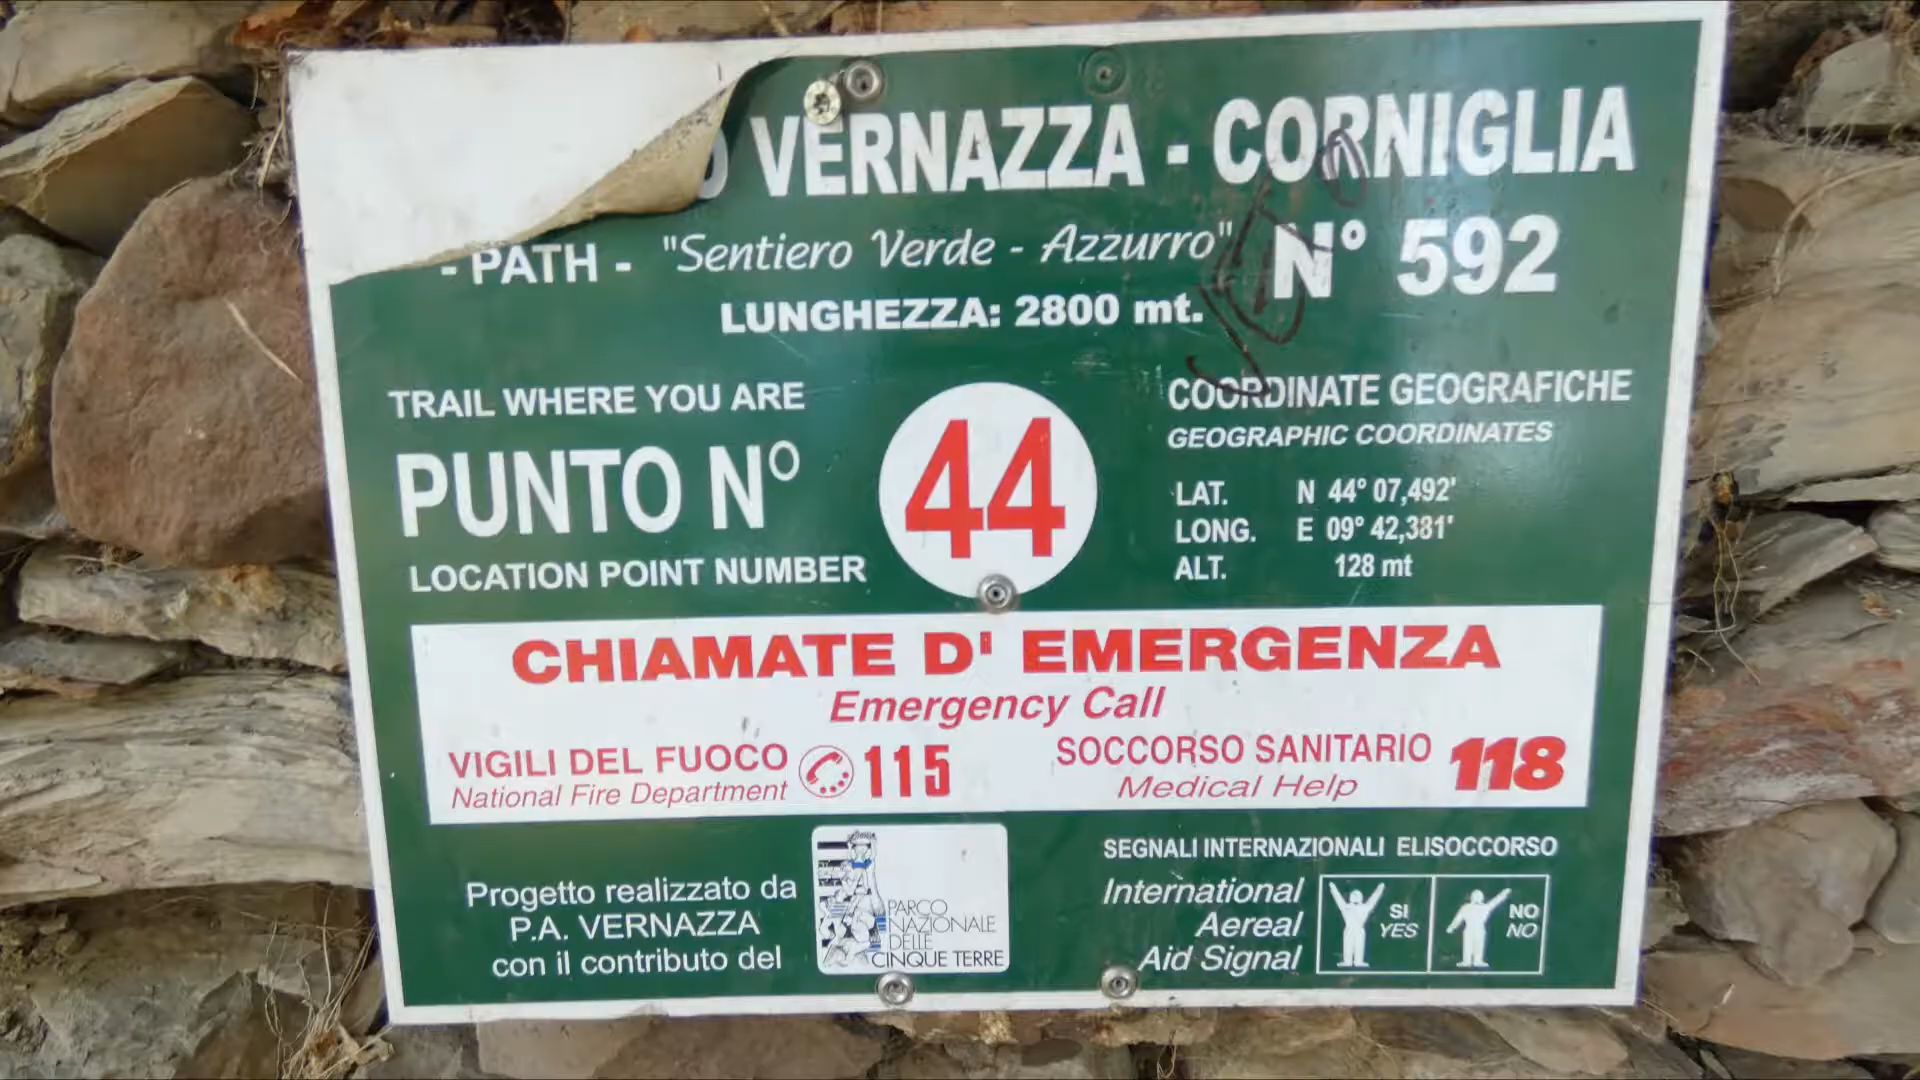 VERNAZZA - CORNIGLIA
- PATH - "Sentiero Verde - Azzurro" N° 592
LUNGHEZZA: 2800 mt.
TRAIL WHERE YOU ARE
PUNTO N° 44
LOCATION POINT NUMBER
COORDINATE GEOGRAFICHE
GEOGRAPHIC COORDINATES
LAT. N 44° 07,492'
LONG. E 09° 42,381'
ALT. 128 mt
CHIAMATE D' EMERGENZA
Emergency Call
VIGILI DEL FUOCO 115
National Fire Department
SOCCORSO SANITARIO 118
Medical Help
Progetto realizzato da
P.A. VERNAZZA
con il contributo del
PARCO
NAZIONALE
DELLE
CINQUE TERRE
SEGNALI INTERNAZIONALI ELISOCCORSO
International
Aereal
Aid Signal
SI
YES
NO
NO